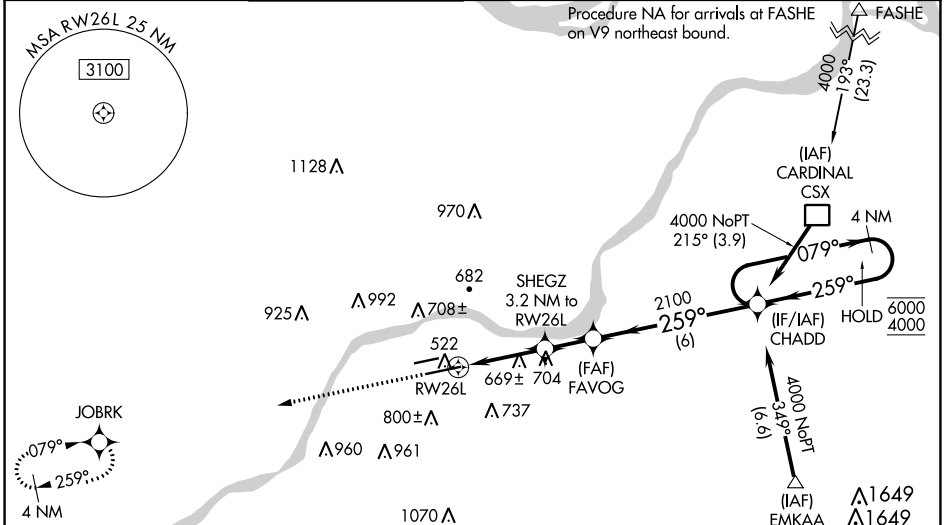 MSA RW26L 25 NM
3100
Procedure NA for arrivals at FASHE
on V9 northeast bound.
FASHE
4000
193°
(23.3)
(IAF)
CARDINAL
CSX
1128
970
4000 NoPT
215° (3.9)
4 NM
079°
682
SHEGZ
3.2 NM to
RW26L
925
992
708±
2100
259°
(6)
259°
HOLD
6000
4000
(IF/IAF)
CHADD
522
RW26L
669±
704
(FAF)
FAVOG
JOBRK
079°
259°
4 NM
800±
737
960
961
4000 NoPT
349°
(6.6)
1070
(IAF)
EMKAA
1649
1649